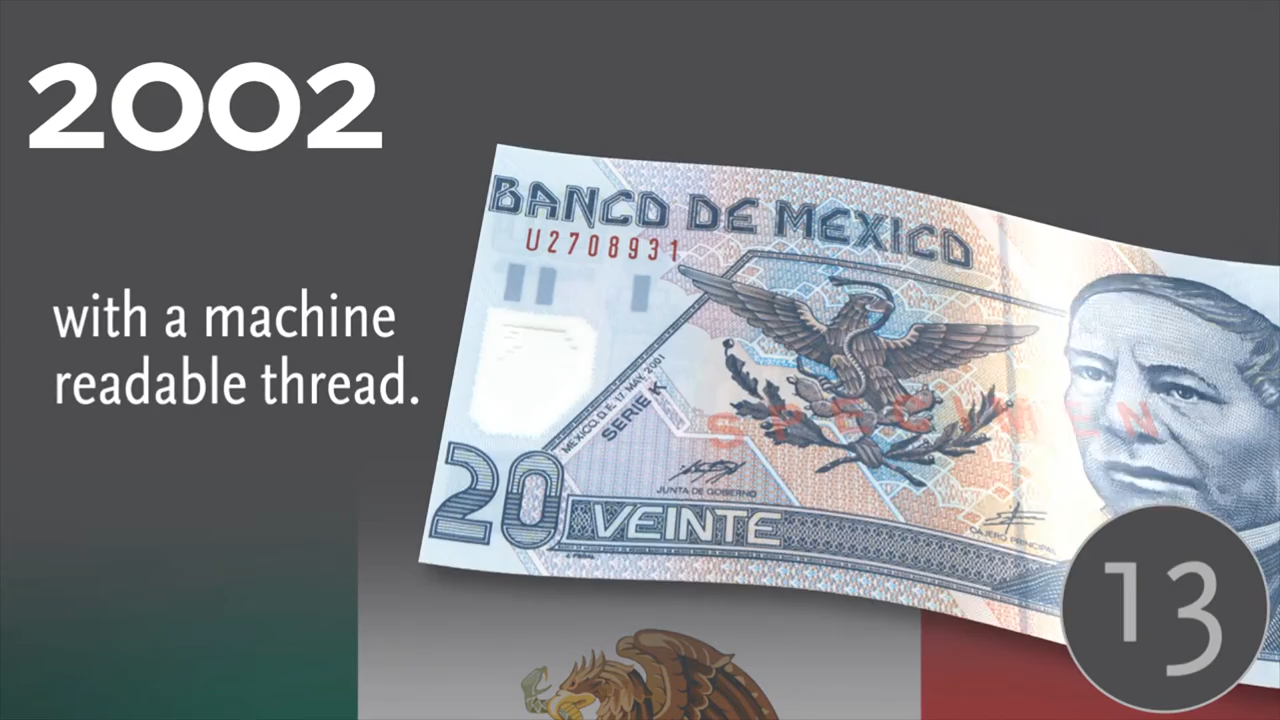 2002
with a machine
readable thread.
BANCO DE MEXICO
U2708931
MEXICO, D.F. 17 MAY. 2001
SERIE K
SPECIMEN
JUNTA DE GOBIERNO
CAJERO PRINCIPAL
20 VEINTE
13